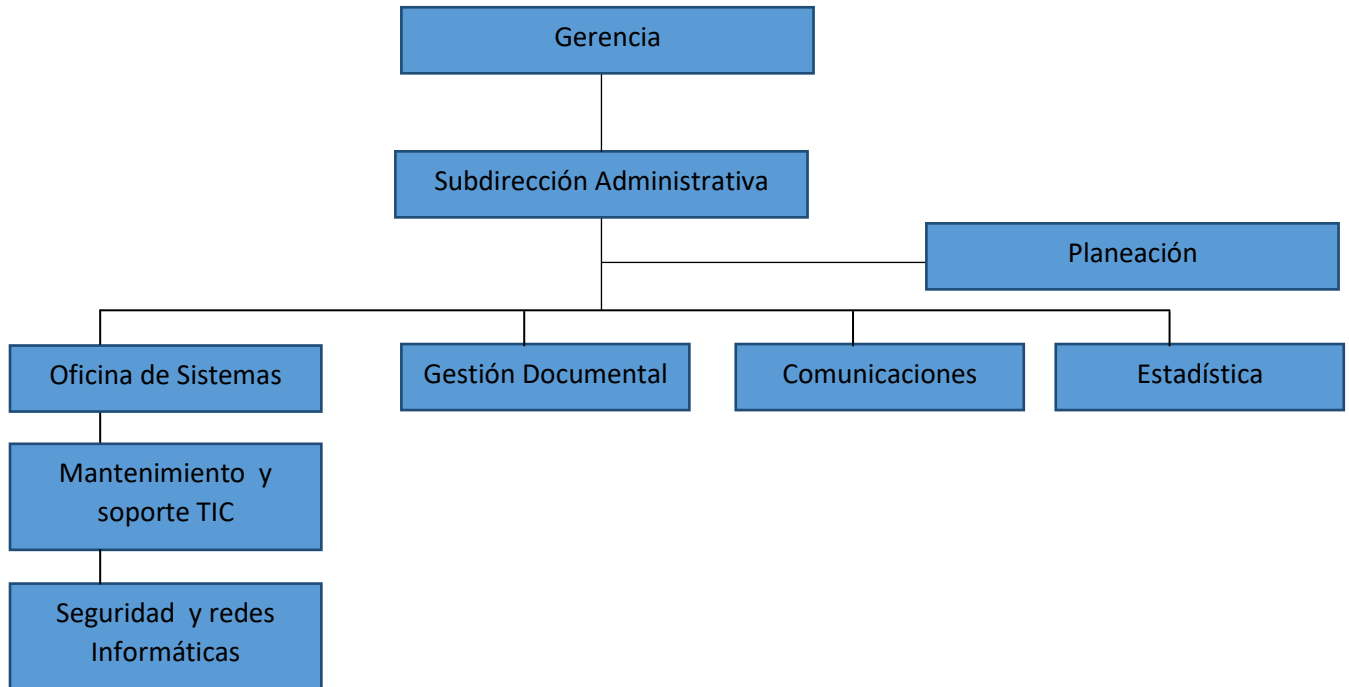 Gerencia
Subdirección Administrativa
Planeación
Oficina de Sistemas
Gestión Documental
Comunicaciones
Estadística
Mantenimiento y
soporte TIC
Seguridad y redes
Informáticas